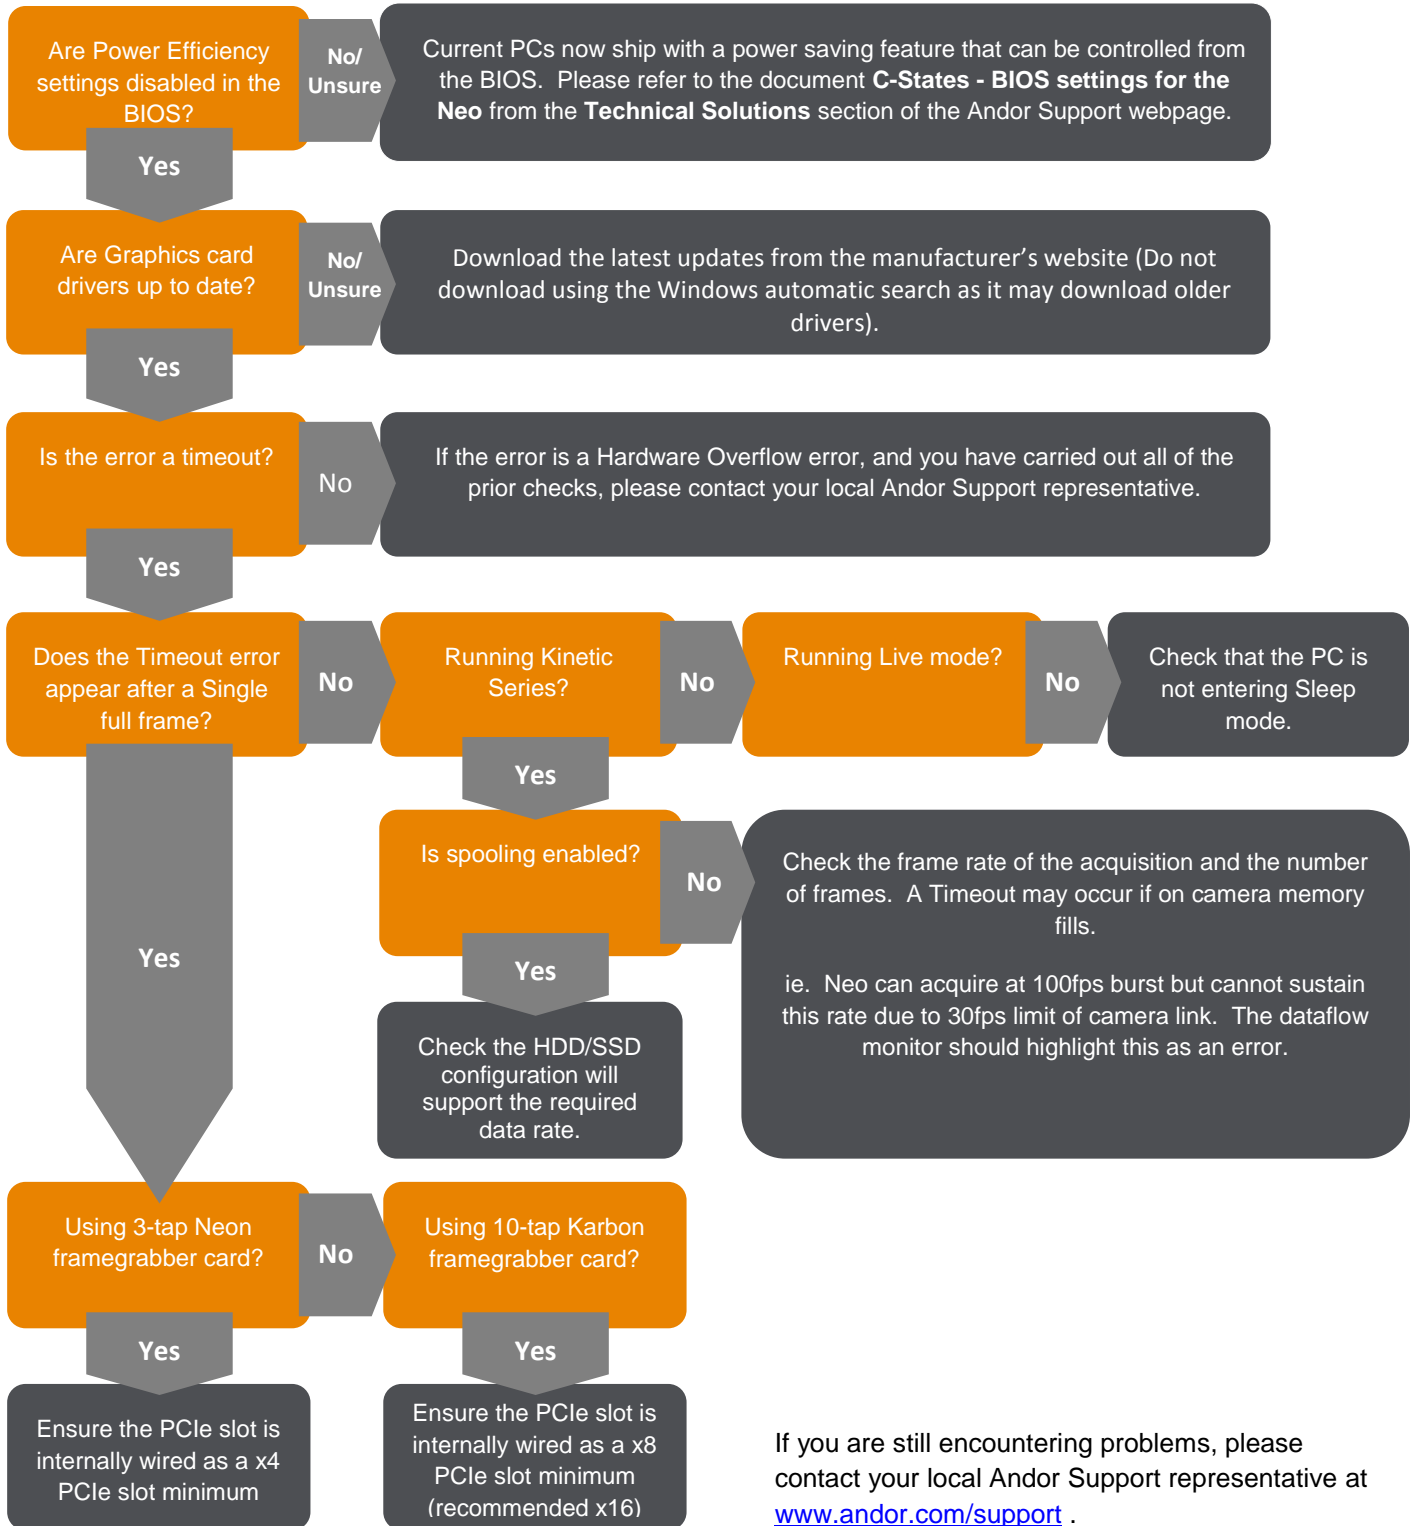 Are Power Efficiency
settings disabled in the
BIOS?
No/
Unsure
Current PCs now ship with a power saving feature that can be controlled from
the BIOS.  Please refer to the document C-States - BIOS settings for the
Neo from the Technical Solutions section of the Andor Support webpage.
Yes
Are Graphics card
drivers up to date?
No/
Unsure
Download the latest updates from the manufacturer’s website (Do not
download using the Windows automatic search as it may download older
drivers).
Yes
Is the error a timeout?
No
If the error is a Hardware Overflow error, and you have carried out all of the
prior checks, please contact your local Andor Support representative.
Yes
Does the Timeout error
appear after a Single
full frame?
No
Running Kinetic
Series?
No
Running Live mode?
No
Check that the PC is
not entering Sleep
mode.
Yes
Is spooling enabled?
No
Check the frame rate of the acquisition and the number
of frames.  A Timeout may occur if on camera memory
fills.
ie.  Neo can acquire at 100fps burst but cannot sustain
this rate due to 30fps limit of camera link.  The dataflow
monitor should highlight this as an error.
Yes
Yes
Check the HDD/SSD
configuration will
support the required
data rate.
Using 3-tap Neon
framegrabber card?
No
Using 10-tap Karbon
framegrabber card?
Yes
Yes
Ensure the PCIe slot is
internally wired as a x4
PCIe slot minimum
Ensure the PCIe slot is
internally wired as a x8
PCIe slot minimum
(recommended x16)
If you are still encountering problems, please
contact your local Andor Support representative at
www.andor.com/support .